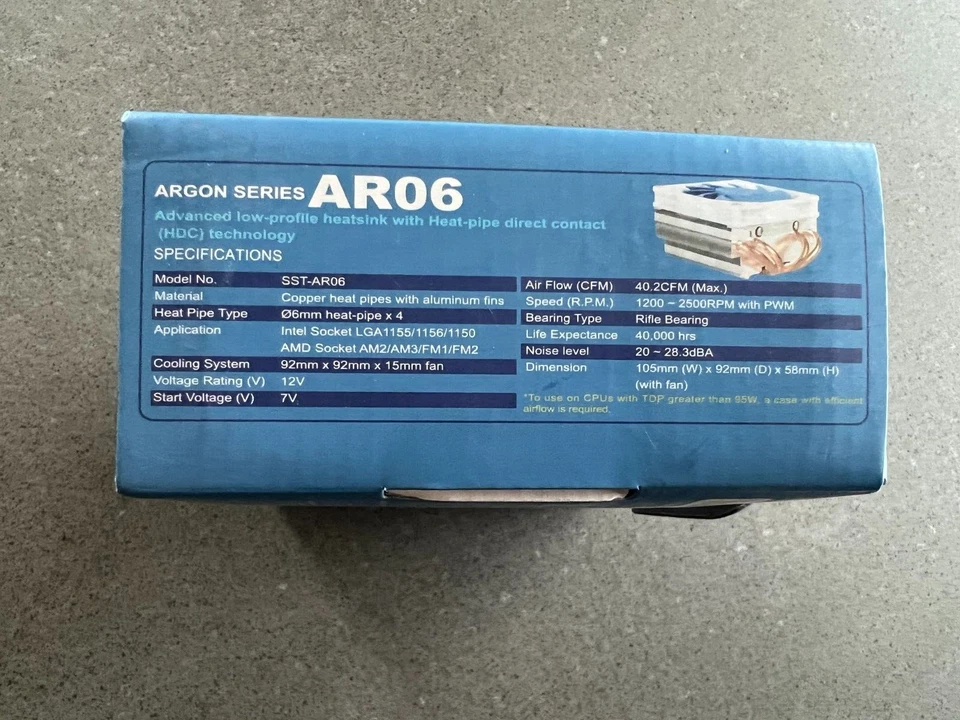 ARGON SERIES AR06
Advanced low-profile heatsink with Heat-pipe direct contact
(HDC) technology
SPECIFICATIONS
Model No. SST-AR06
Material Copper heat pipes with aluminum fins
Heat Pipe Type Ø6mm heat-pipe x 4
Application Intel Socket LGA1155/1156/1150
AMD Socket AM2/AM3/FM1/FM2
Cooling System 92mm x 92mm x 15mm fan
Voltage Rating (V) 12V
Start Voltage (V) 7V
Air Flow (CFM) 40.2CFM (Max.)
Speed (R.P.M.) 1200 ~ 2500RPM with PWM
Bearing Type Rifle Bearing
Life Expectance 40,000 hrs
Noise level 20 ~ 28.3dBA
Dimension 105mm (W) x 92mm (D) x 58mm (H)
(with fan)
*To use on CPUs with TDP greater than 95W, a case with efficient
airflow is required.